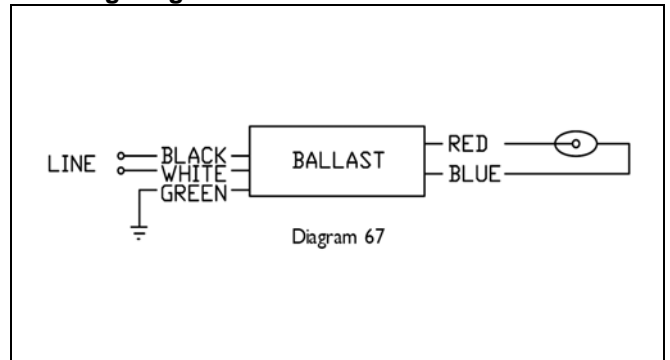 RED
BLACK
LINE
BALLAST
WHITE
BLUE
GREEN
Diagram 67